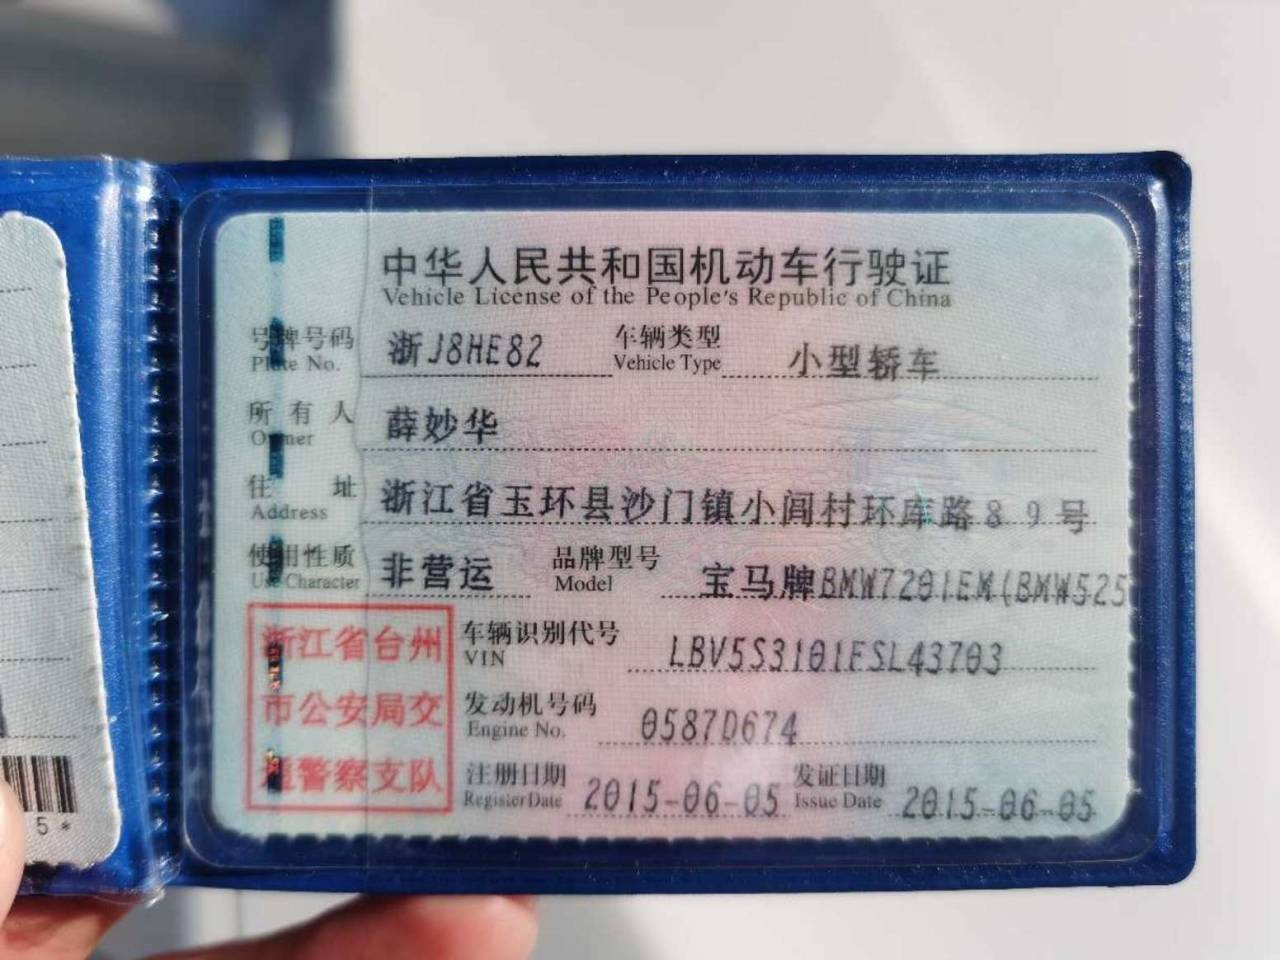 中华人民共和国机动车行驶证
Vehicle License of the People's Republic of China
号牌号码 浙J8HE82 车辆类型 小型轿车
Plate No. Vehicle Type
所有人 薛妙华
Owner
住址 浙江省玉环县沙门镇小闾村环库路89号
Address
使用性质 非营运 品牌型号 宝马牌BMW7201EM(BMW525
Use Character Model
浙江省台州
市公安局交
通警察支队
车辆识别代号 LBV5S3101FSL43703
VIN
发动机号码 0587D674
Engine No.
注册日期 2015-06-05 发证日期 2015-06-05
Register Date Issue Date
5*